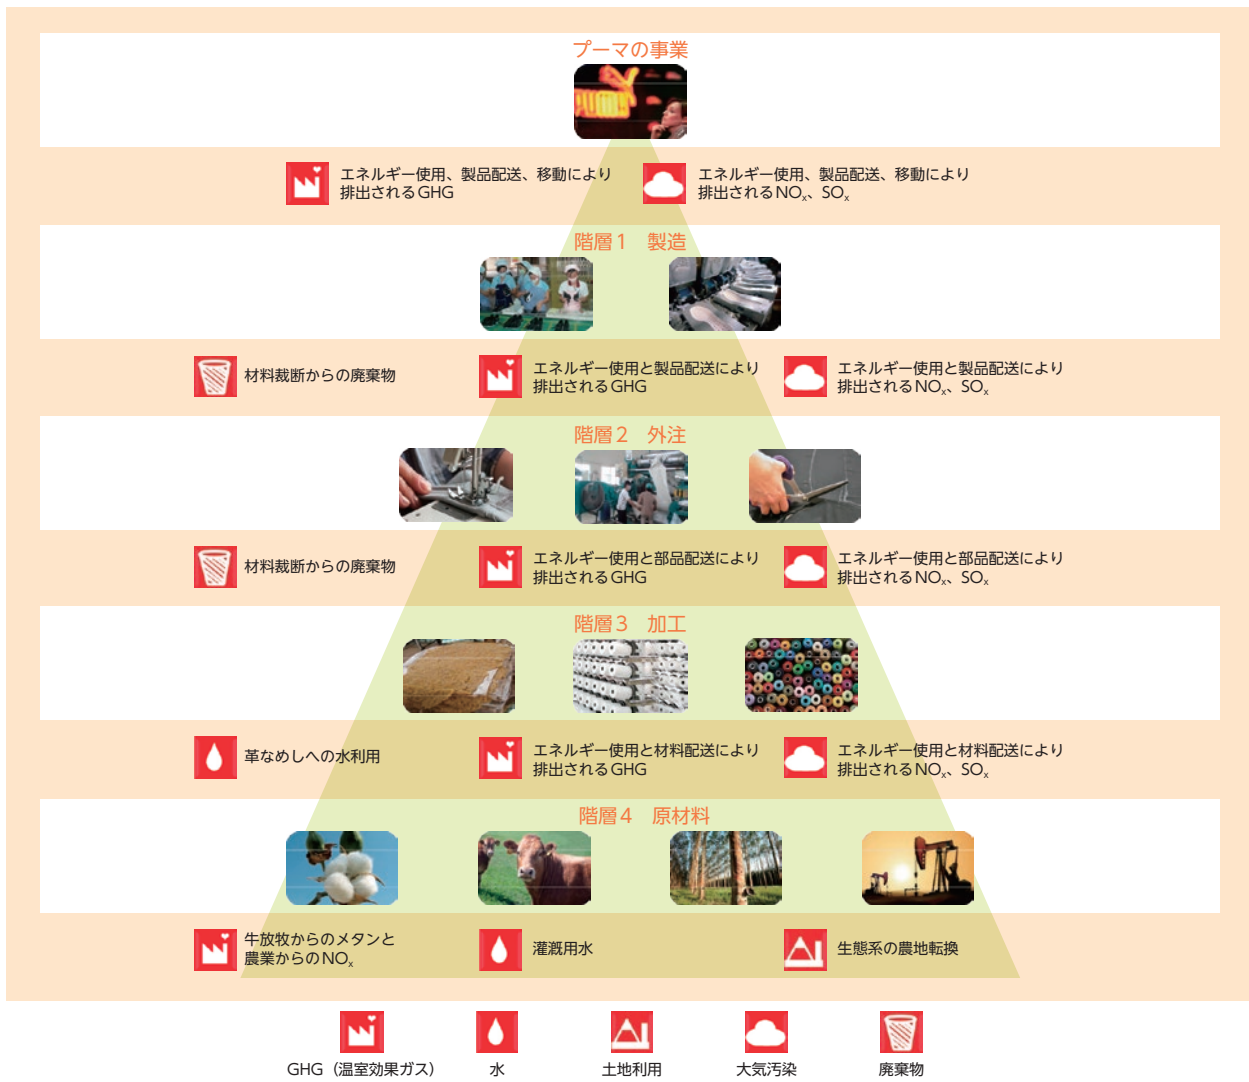 プーマの事業
エネルギー使用、製品配送、移動により
排出されるGHG
エネルギー使用、製品配送、移動により
排出されるNOx、SOx
階層1 製造
材料裁断からの廃棄物
エネルギー使用と製品配送により
排出されるGHG
エネルギー使用と製品配送により
排出されるNOx、SOx
階層2 外注
材料裁断からの廃棄物
エネルギー使用と部品配送により
排出されるGHG
エネルギー使用と部品配送により
排出されるNOx、SOx
階層3 加工
革なめしへの水利用
エネルギー使用と材料配送により
排出されるGHG
エネルギー使用と材料配送により
排出されるNOx、SOx
階層4 原材料
牛放牧からのメタンと
農業からのNOx
灌漑用水
生態系の農地転換
GHG(温室効果ガス)
水
土地利用
大気汚染
廃棄物